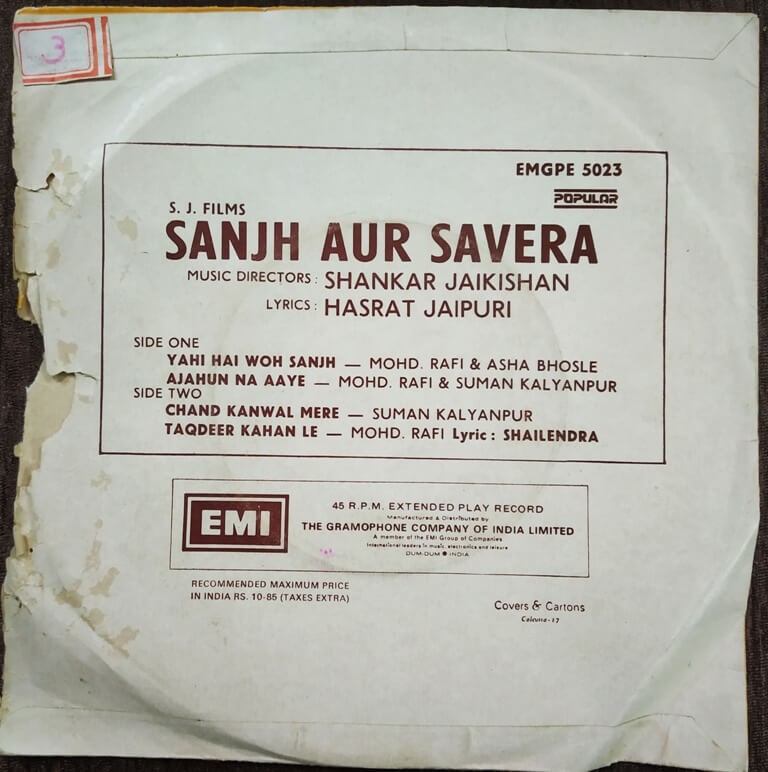 3
EMGPE 5023
POPULAR
S. J. FILMS
SANJH AUR SAVERA
MUSIC DIRECTORS : SHANKAR JAIKISHAN
LYRICS : HASRAT JAIPURI
SIDE ONE
YAHI HAI WOH SANJH — MOHD. RAFI & ASHA BHOSLE
AJAHUN NA AAYE — MOHD. RAFI & SUMAN KALYANPUR
SIDE TWO
CHAND KANWAL MERE — SUMAN KALYANPUR
TAQDEER KAHAN LE — MOHD. RAFI Lyric : SHAILENDRA
EMI
45 R.P.M. EXTENDED PLAY RECORD
Manufactured & Distributed by
THE GRAMOPHONE COMPANY OF INDIA LIMITED
A member of the EMI Group of Companies
International leaders in music, electronics and leisure
DUM-DUM ● INDIA
RECOMMENDED MAXIMUM PRICE
IN INDIA RS. 10-85 (TAXES EXTRA)
Covers & Cartons
Calcutta-17